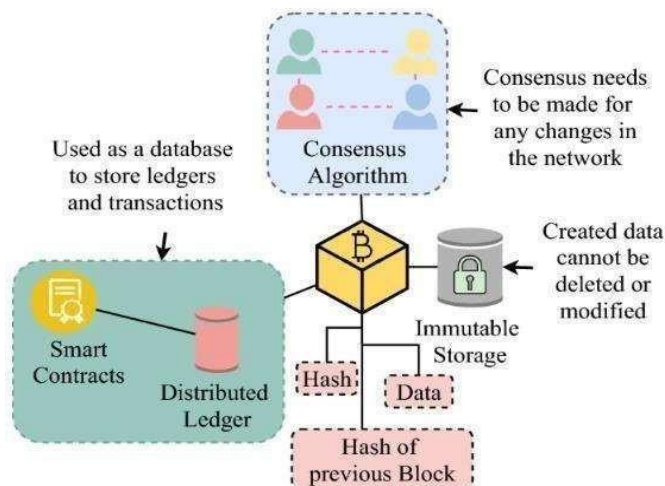 Consensus
Algorithm
Consensus needs
to be made for
any changes in
the network
Used as a database
to store ledgers
and transactions
Created data
cannot be
deleted or
modified
Immutable
Storage
Smart
Contracts
Distributed
Ledger
Hash
Data
Hash of
previous Block